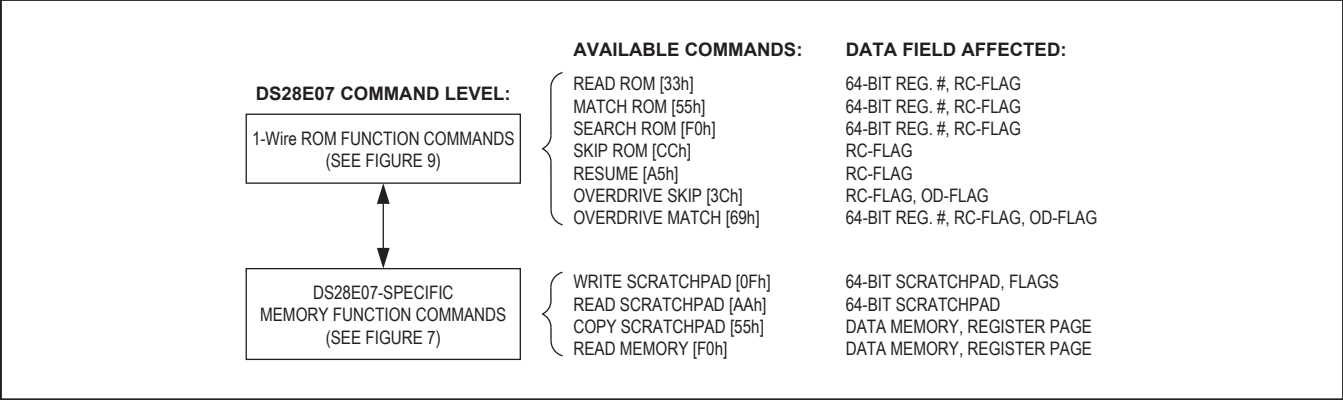 AVAILABLE COMMANDS: DATA FIELD AFFECTED:
DS28E07 COMMAND LEVEL:
1-Wire ROM FUNCTION COMMANDS
(SEE FIGURE 9)
READ ROM [33h] 64-BIT REG. #, RC-FLAG
MATCH ROM [55h] 64-BIT REG. #, RC-FLAG
SEARCH ROM [F0h] 64-BIT REG. #, RC-FLAG
SKIP ROM [CCh] RC-FLAG
RESUME [A5h] RC-FLAG
OVERDRIVE SKIP [3Ch] RC-FLAG, OD-FLAG
OVERDRIVE MATCH [69h] 64-BIT REG. #, RC-FLAG, OD-FLAG
DS28E07-SPECIFIC
MEMORY FUNCTION COMMANDS
(SEE FIGURE 7)
WRITE SCRATCHPAD [0Fh] 64-BIT SCRATCHPAD, FLAGS
READ SCRATCHPAD [AAh] 64-BIT SCRATCHPAD
COPY SCRATCHPAD [55h] DATA MEMORY, REGISTER PAGE
READ MEMORY [F0h] DATA MEMORY, REGISTER PAGE